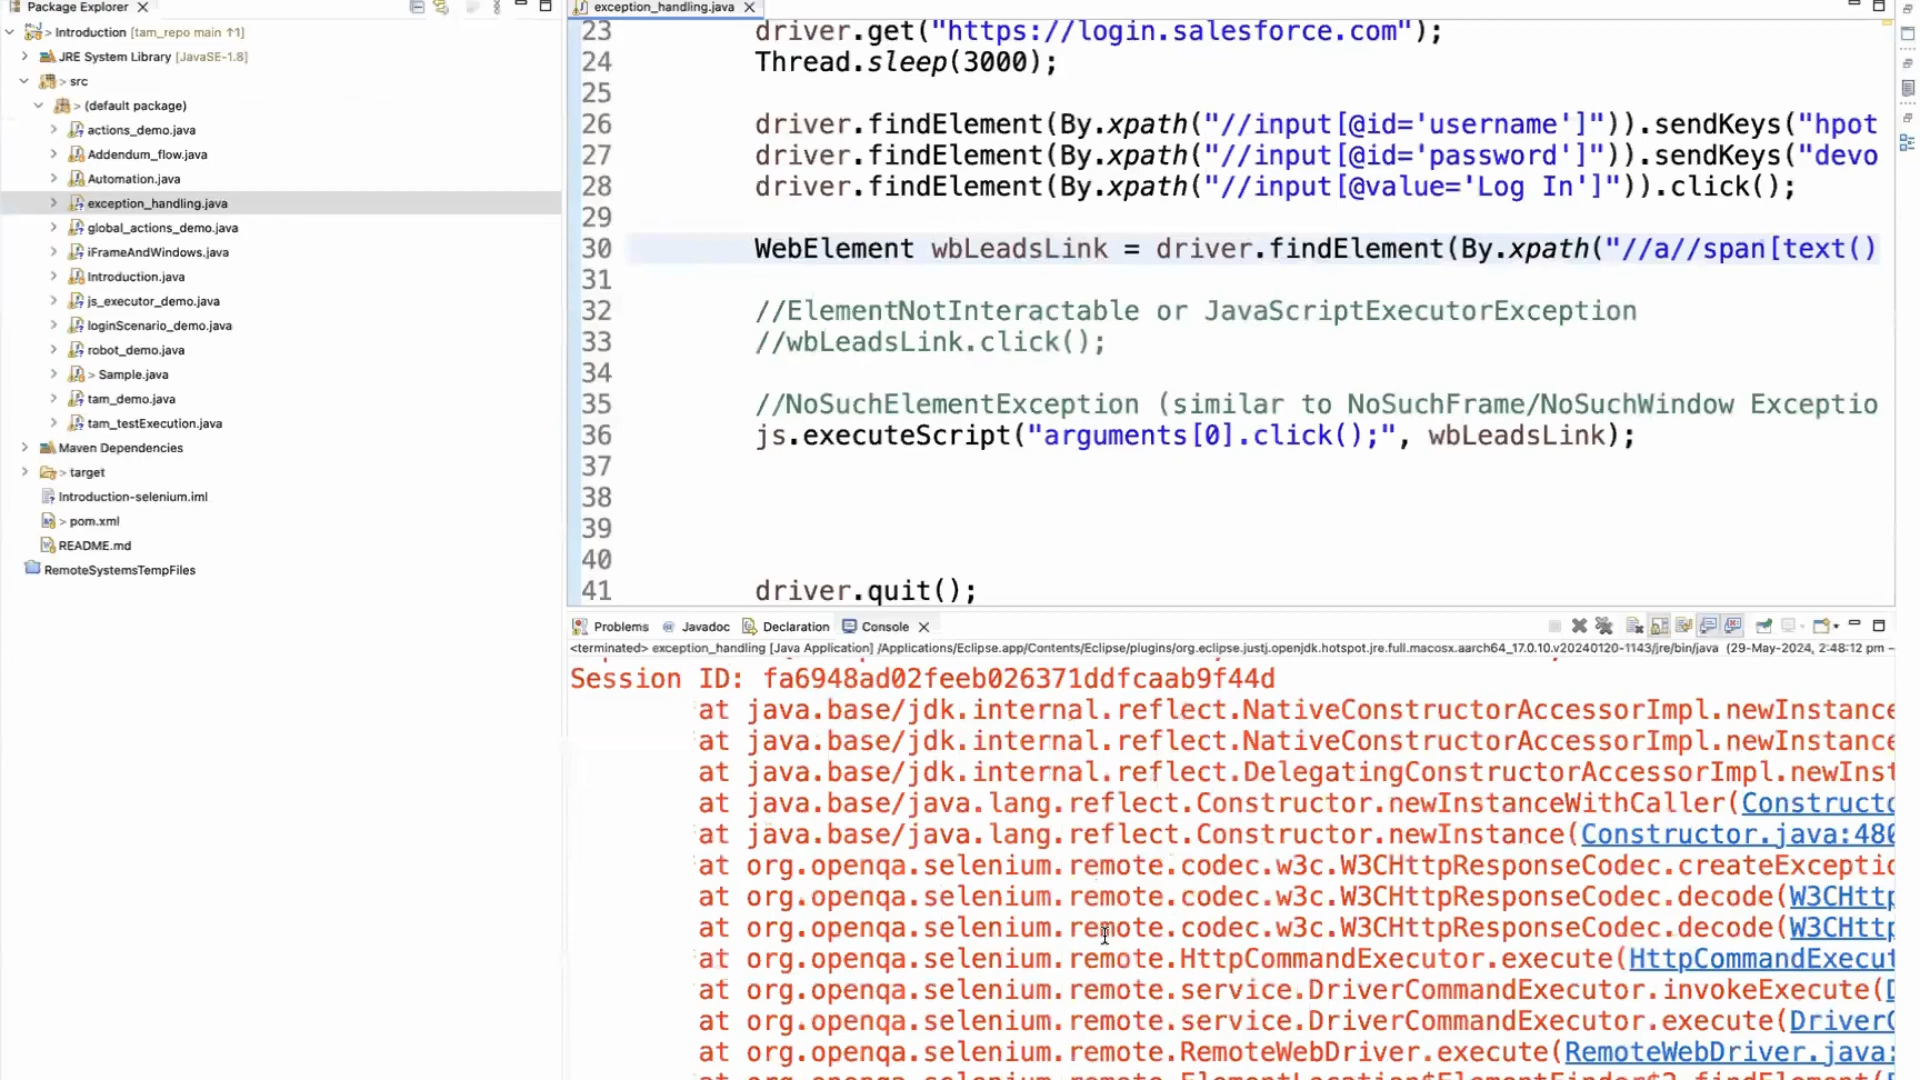 Package Explorer
> Introduction [tam_repo main ↑1]
JRE System Library [JavaSE-1.8]
> src
> (default package)
actions_demo.java
Addendum_flow.java
Automation.java
exception_handling.java
global_actions_demo.java
iFrameAndWindows.java
Introduction.java
js_executor_demo.java
loginScenario_demo.java
robot_demo.java
> Sample.java
tam_demo.java
tam_testExecution.java
Maven Dependencies
> target
Introduction-selenium.iml
> pom.xml
README.md
RemoteSystemsTempFiles
exception_handling.java
23 driver.get("https://login.salesforce.com");
24 Thread.sleep(3000);
25
26 driver.findElement(By.xpath("//input[@id='username']")).sendKeys("hpot
27 driver.findElement(By.xpath("//input[@id='password']")).sendKeys("devo
28 driver.findElement(By.xpath("//input[@value='Log In']")).click();
29
30 WebElement wbLeadsLink = driver.findElement(By.xpath("//a//span[text()
31
32 //ElementNotInteractable or JavaScriptExecutorException
33 //wbLeadsLink.click();
34
35 //NoSuchElementException (similar to NoSuchFrame/NoSuchWindow Exceptio
36 js.executeScript("arguments[0].click();", wbLeadsLink);
37
38
39
40
41 driver.quit();
Problems Javadoc Declaration Console
<terminated> exception_handling [Java Application] /Applications/Eclipse.app/Contents/Eclipse/plugins/org.eclipse.justj.openjdk.hotspot.jre.full.macosx.aarch64_17.0.10.v20240120-1143/jre/bin/java (29-May-2024, 2:48:12 pm –
Session ID: fa6948ad02feeb026371ddfcaab9f44d
at java.base/jdk.internal.reflect.NativeConstructorAccessorImpl.newInstance
at java.base/jdk.internal.reflect.NativeConstructorAccessorImpl.newInstance
at java.base/jdk.internal.reflect.DelegatingConstructorAccessorImpl.newInst
at java.base/java.lang.reflect.Constructor.newInstanceWithCaller(Constructo
at java.base/java.lang.reflect.Constructor.newInstance(Constructor.java:480
at org.openqa.selenium.remote.codec.w3c.W3CHttpResponseCodec.createExceptio
at org.openqa.selenium.remote.codec.w3c.W3CHttpResponseCodec.decode(W3CHttp
at org.openqa.selenium.remote.codec.w3c.W3CHttpResponseCodec.decode(W3CHttp
at org.openqa.selenium.remote.HttpCommandExecutor.execute(HttpCommandExecut
at org.openqa.selenium.remote.service.DriverCommandExecutor.invokeExecute(D
at org.openqa.selenium.remote.service.DriverCommandExecutor.execute(DriverC
at org.openqa.selenium.remote.RemoteWebDriver.execute(RemoteWebDriver.java: